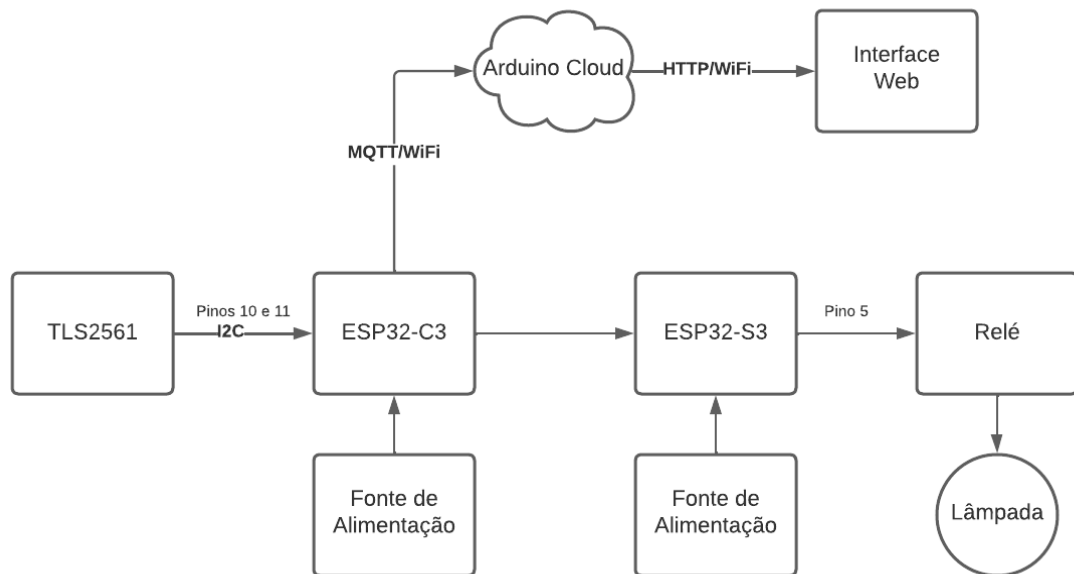 Arduino Cloud
HTTP/WiFi
Interface
Web
MQTT/WiFi
TLS2561
Pinos 10 e 11
I2C
ESP32-C3
ESP32-S3
Pino 5
Relé
Fonte de
Alimentação
Fonte de
Alimentação
Lâmpada